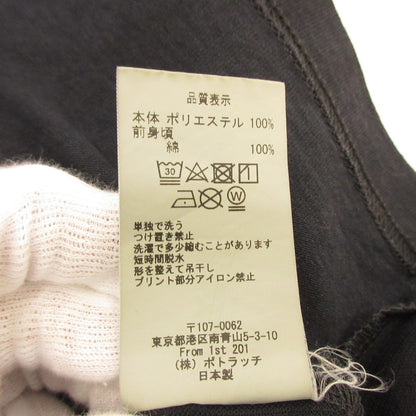 品質表示
本体 ポリエステル 100%
前身頃
綿 100%
30
W
単独で洗う
つけ置き禁止
洗濯で多少縮むことがあります
短時間脱水
形を整えて吊干し
プリント部分アイロン禁止
〒107-0062
東京都港区南青山5-3-10
From 1st 201
(株) ポトラッチ
日本製